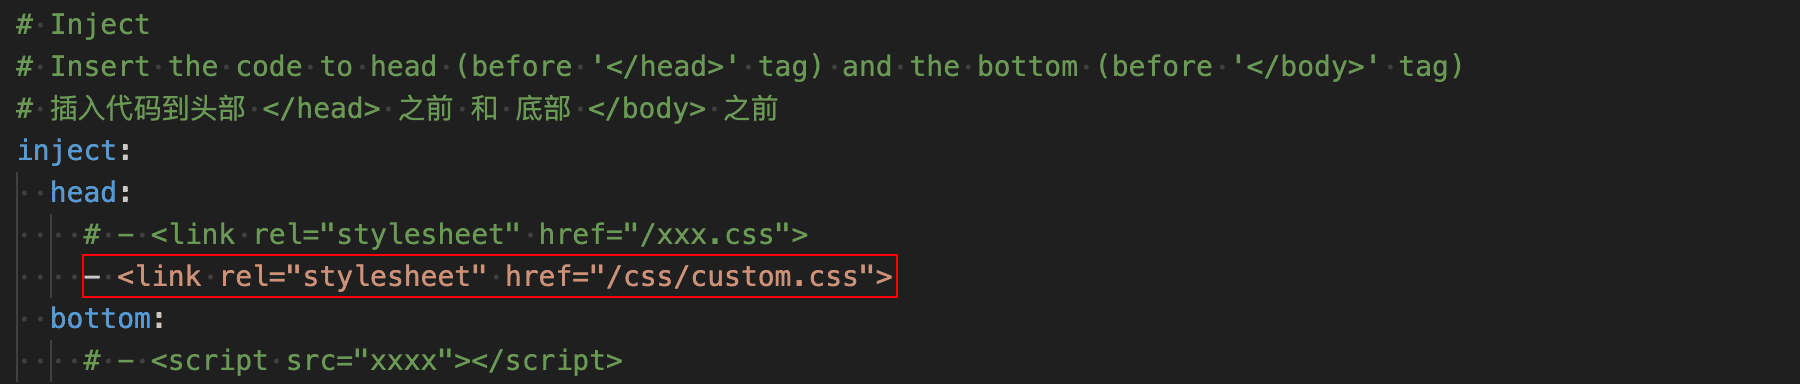 # Inject
# Insert the code to head (before '</head>' tag) and the bottom (before '</body>' tag)
# 插入代码到头部 </head> 之前 和 底部 </body> 之前
inject:
  head:
    # - <link rel="stylesheet" href="/xxx.css">
    - <link rel="stylesheet" href="/css/custom.css">
  bottom:
    # - <script src="xxxx"></script>